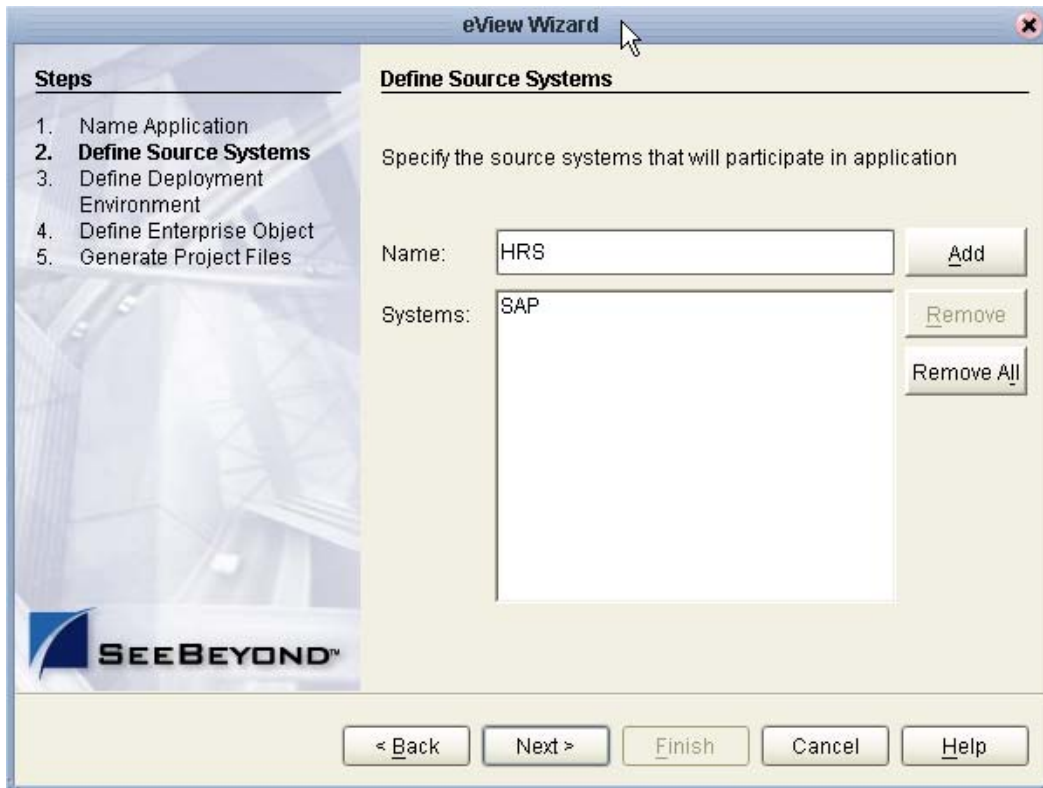 eView Wizard
Steps
1. Name Application
2. Define Source Systems
3. Define Deployment
Environment
4. Define Enterprise Object
5. Generate Project Files
SEEBEYOND™
Define Source Systems
Specify the source systems that will participate in application
Name: HRS Add
Systems: SAP Remove
Remove All
< Back Next > Finish Cancel Help